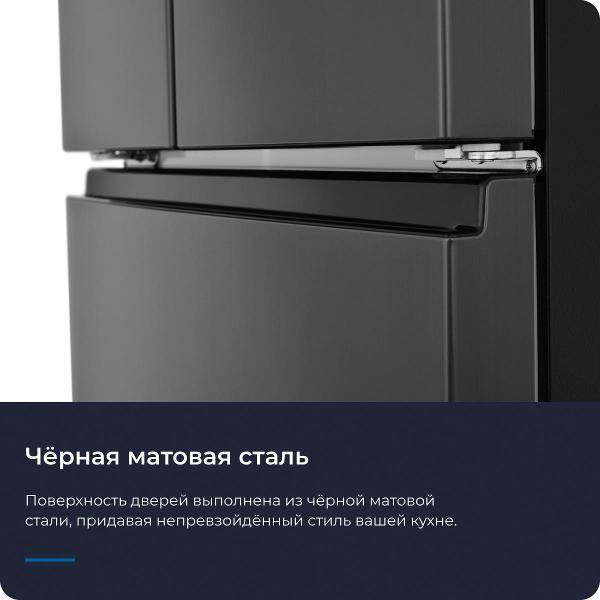 Чёрная матовая сталь
Поверхность дверей выполнена из чёрной матовой
стали, придавая непревзойдённый стиль вашей кухне.